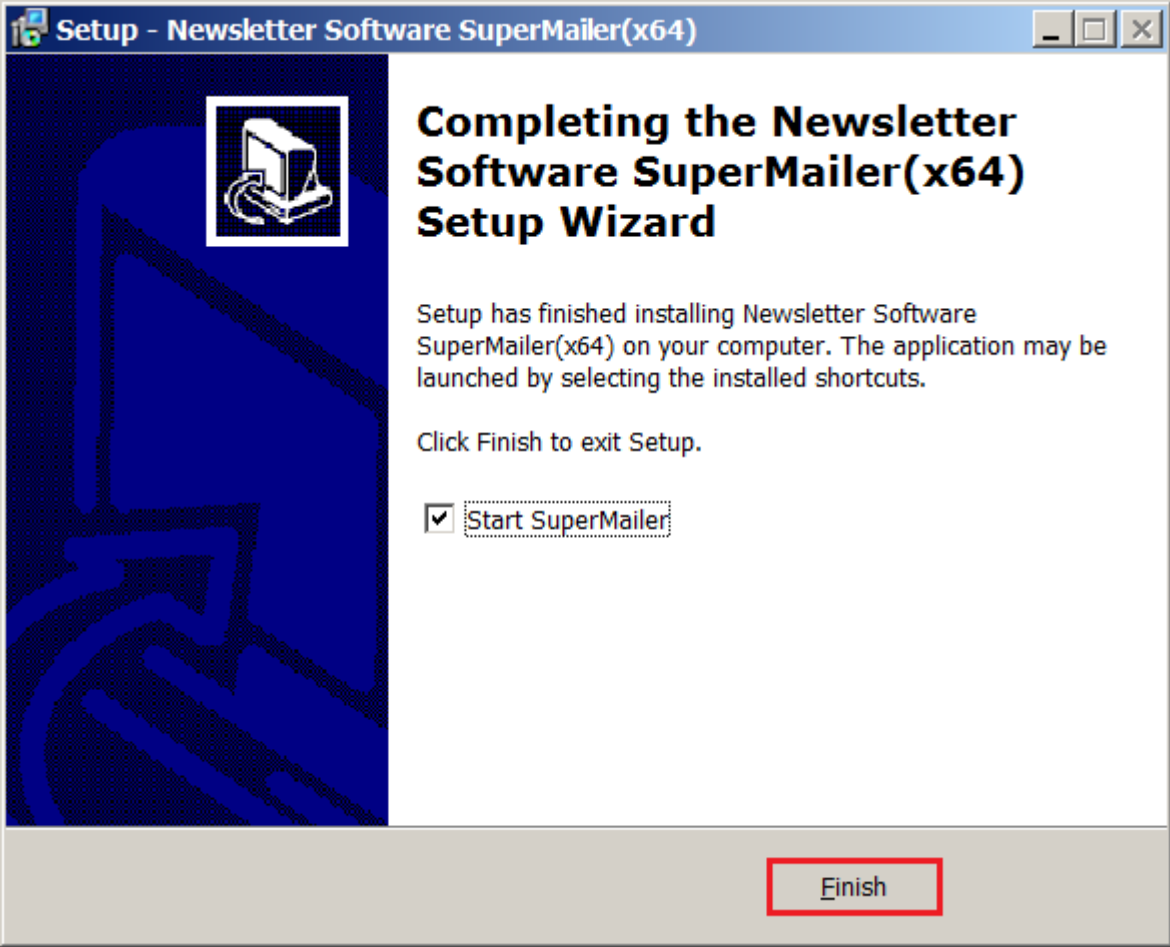 Setup - Newsletter Software SuperMailer(x64)
Completing the Newsletter
Software SuperMailer(x64)
Setup Wizard
Setup has finished installing Newsletter Software
SuperMailer(x64) on your computer. The application may be
launched by selecting the installed shortcuts.
Click Finish to exit Setup.
Start SuperMailer
Finish